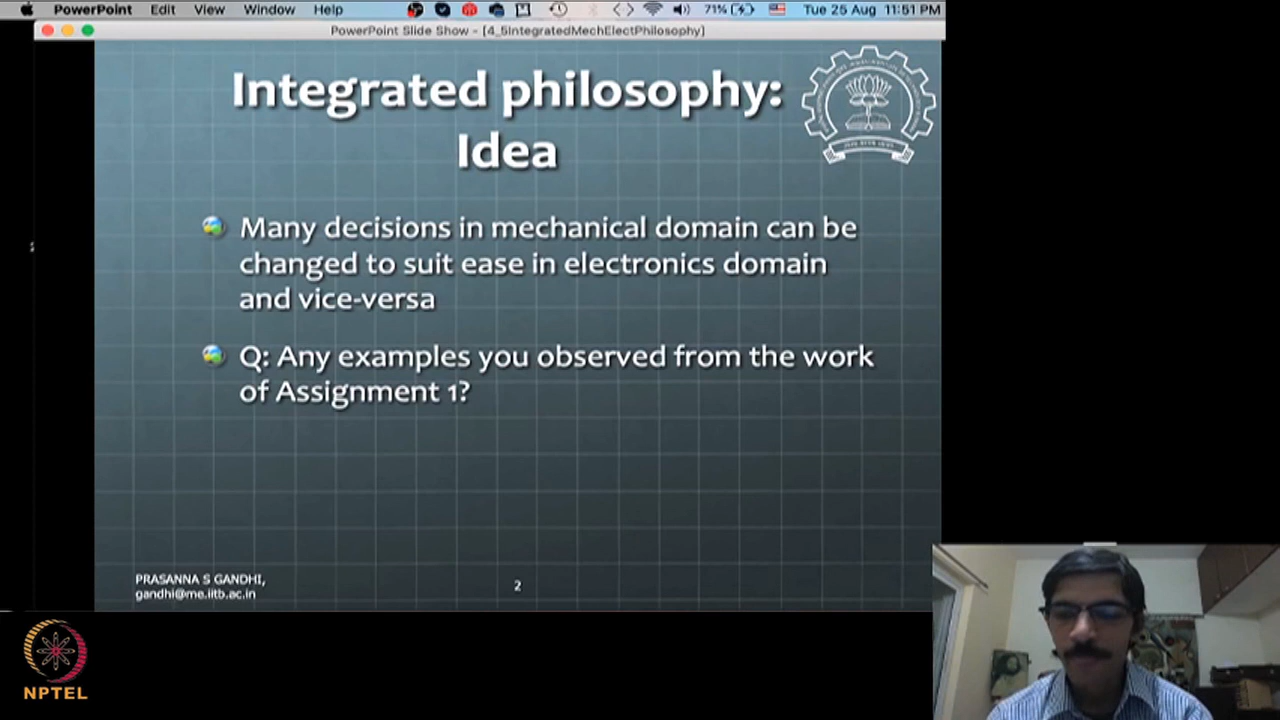 PowerPoint Edit View Window Help 71% Tue 25 Aug 11:51 PM
PowerPoint Slide Show - [4_5IntegratedMechElectPhilosophy]
Integrated philosophy:
Idea
Many decisions in mechanical domain can be
changed to suit ease in electronics domain
and vice-versa
Q: Any examples you observed from the work
of Assignment 1?
PRASANNA S GANDHI,
gandhi@me.iitb.ac.in
2
NPTEL